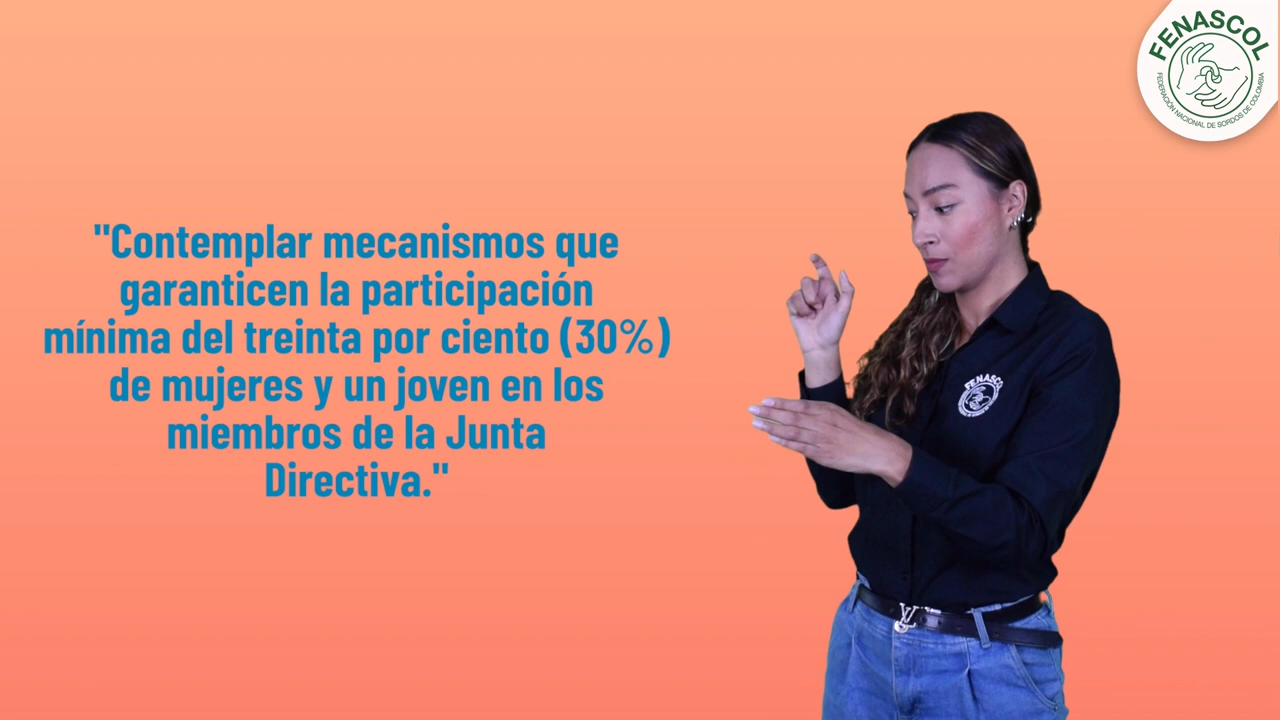 FENASCOL
FEDERACIÓN NACIONAL DE SORDOS DE COLOMBIA
"Contemplar mecanismos que
garanticen la participación
mínima del treinta por ciento (30%)
de mujeres y un joven en los
miembros de la Junta
Directiva."
FENASCOL
LV